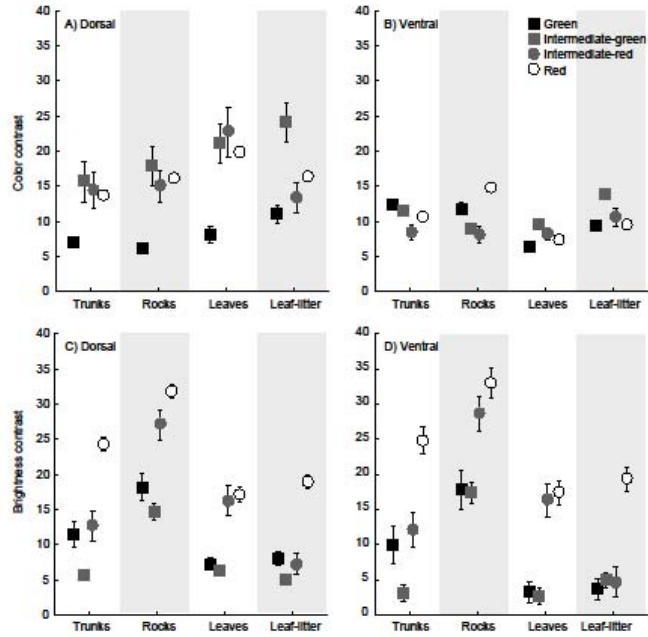 A) Dorsal
B) Ventral
Green
Intermediate-green
Intermediate-red
Red
Color contrast
40
35
30
25
20
15
10
5
0
Trunks Rocks Leaves Leaf-litter
40
35
30
25
20
15
10
5
0
Trunks Rocks Leaves Leaf-litter
C) Dorsal
D) Ventral
Brightness contrast
40
35
30
25
20
15
10
5
0
Trunks Rocks Leaves Leaf-litter
40
35
30
25
20
15
10
5
0
Trunks Rocks Leaves Leaf-litter